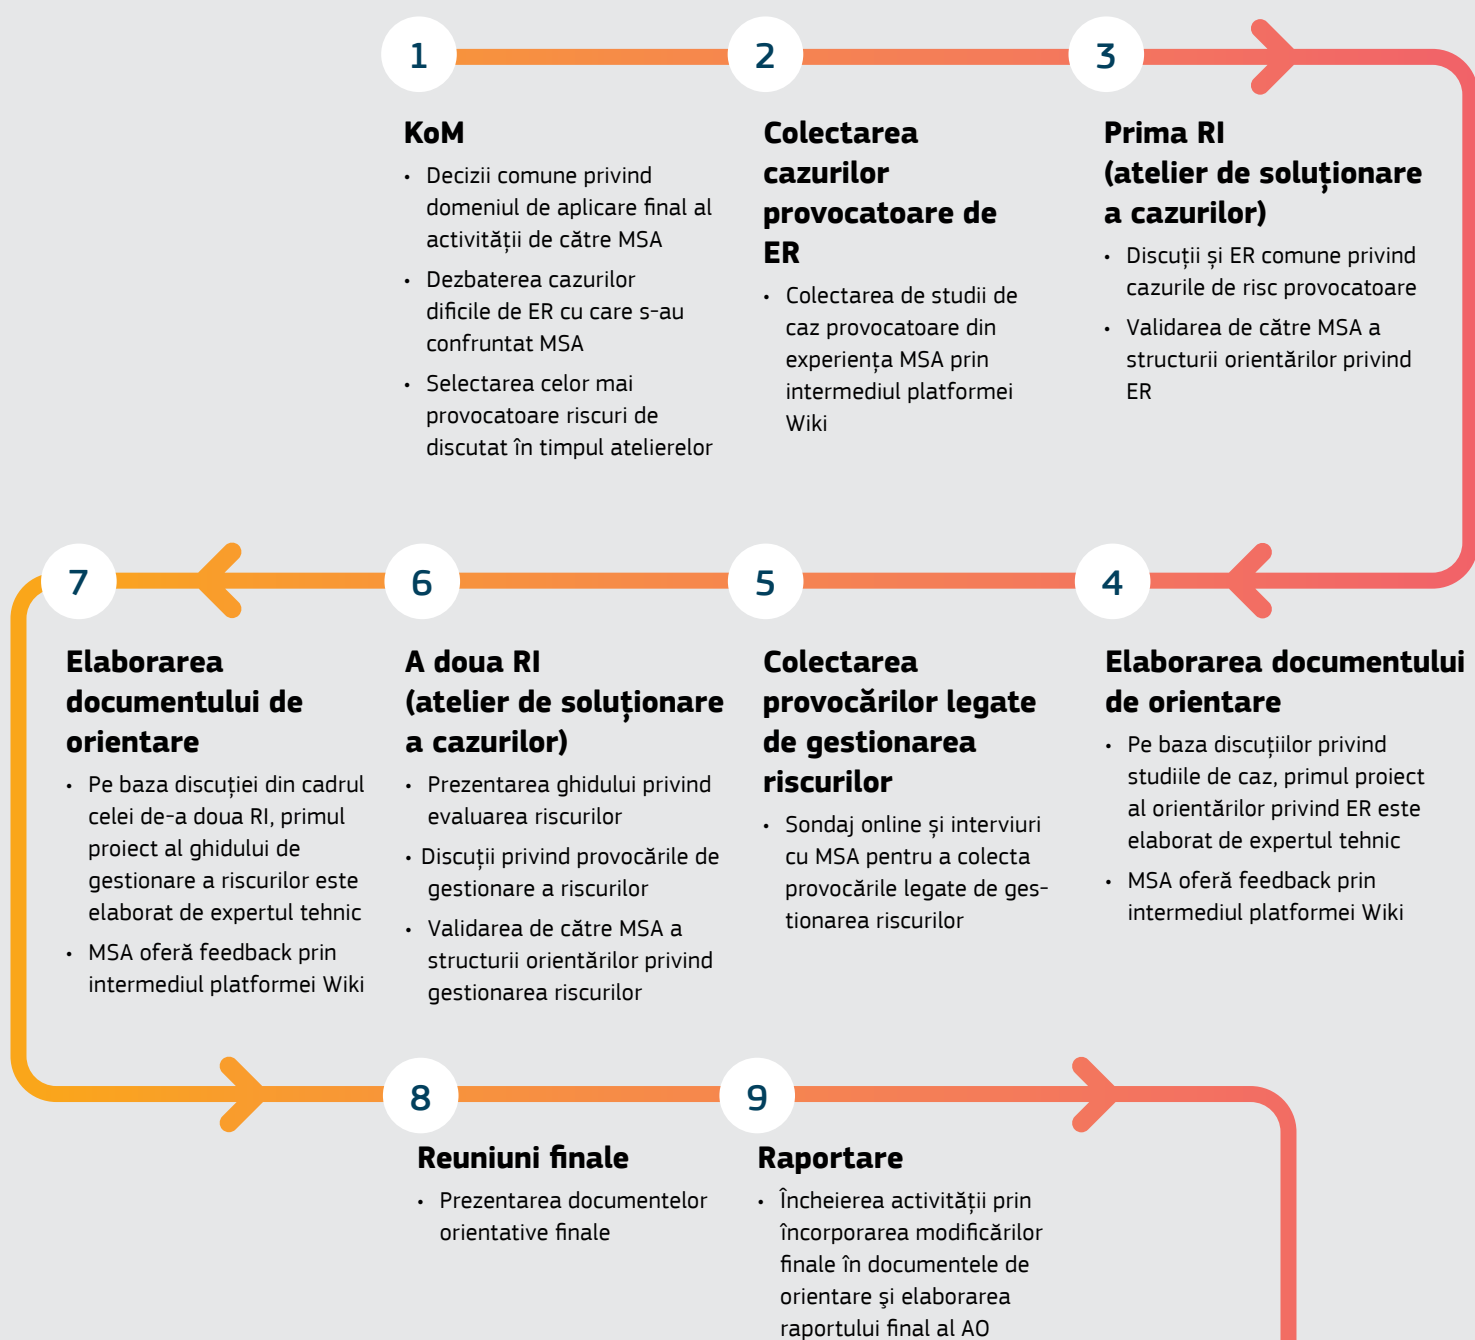 1
KoM
• Decizii comune privind
domeniul de aplicare final al
activității de către MSA
• Dezbaterea cazurilor
dificile de ER cu care s-au
confruntat MSA
• Selectarea celor mai
provocatoare riscuri de
discutat în timpul atelierelor
2
Colectarea
cazurilor
provocatoare de
ER
• Colectarea de studii de
caz provocatoare din
experiența MSA prin
intermediul platformei
Wiki
3
Prima RI
(atelier de soluționare
a cazurilor)
• Discuții și ER comune privind
cazurile de risc provocatoare
• Validarea de către MSA a
structurii orientărilor privind
ER
4
Elaborarea documentului
de orientare
• Pe baza discuțiilor privind
studiile de caz, primul proiect
al orientărilor privind ER este
elaborat de expertul tehnic
• MSA oferă feedback prin
intermediul platformei Wiki
5
Colectarea
provocărilor legate
de gestionarea
riscurilor
• Sondaj online și interviuri
cu MSA pentru a colecta
provocările legate de ges-
tionarea riscurilor
6
A doua RI
(atelier de soluționare
a cazurilor)
• Prezentarea ghidului privind
evaluarea riscurilor
• Discuții privind provocările de
gestionare a riscurilor
• Validarea de către MSA a
structurii orientărilor privind
gestionarea riscurilor
7
Elaborarea
documentului de
orientare
• Pe baza discuției din cadrul
celei de-a doua RI, primul
proiect al ghidului de
gestionare a riscurilor este
elaborat de expertul tehnic
• MSA oferă feedback prin
intermediul platformei Wiki
8
Reuniuni finale
• Prezentarea documentelor
orientative finale
9
Raportare
• Încheierea activității prin
încorporarea modificărilor
finale în documentele de
orientare şi elaborarea
raportului final al AO